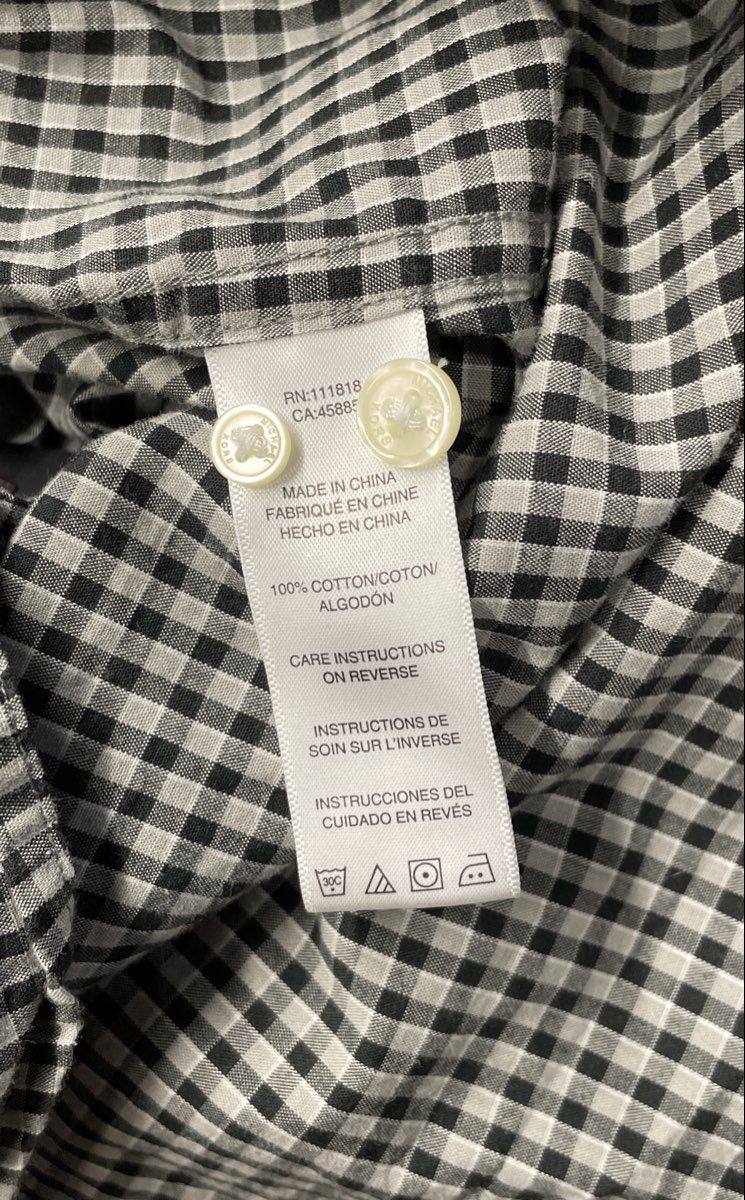 RN:111818
CA:45885
MADE IN CHINA
FABRIQUÉ EN CHINE
HECHO EN CHINA
100% COTTON/COTON/
ALGODÓN
CARE INSTRUCTIONS
ON REVERSE
INSTRUCTIONS DE
SOIN SUR L'INVERSE
INSTRUCCIONES DEL
CUIDADO EN REVÉS
30C